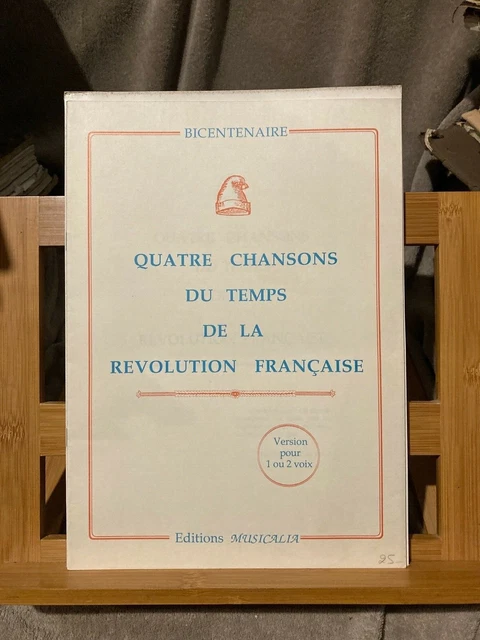 BICENTENAIRE
QUATRE CHANSONS
DU TEMPS
DE LA
REVOLUTION FRANÇAISE
Version
pour
1 ou 2 voix
Editions MUSICALIA
95